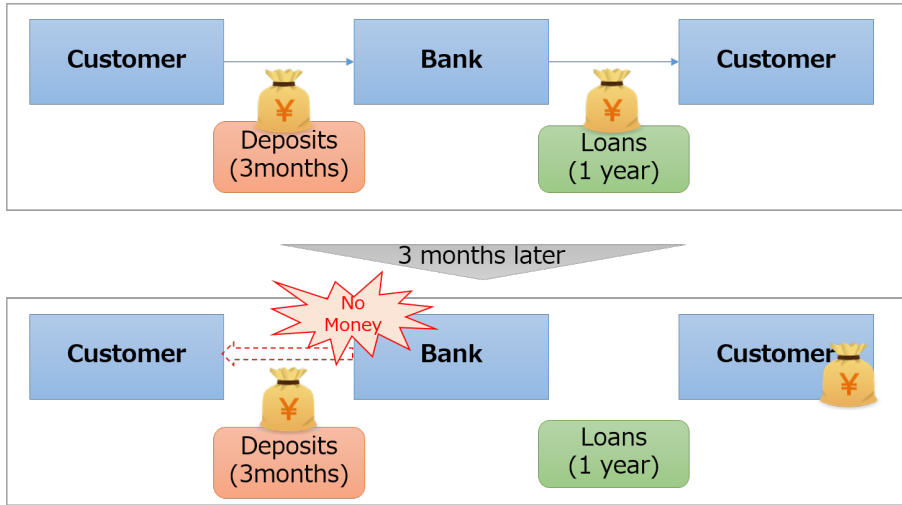 Customer
Bank
Customer
¥
¥
Deposits
(3months)
Loans
(1 year)
3 months later
No
Money
Customer
Bank
Customer
¥
¥
Deposits
(3months)
Loans
(1 year)